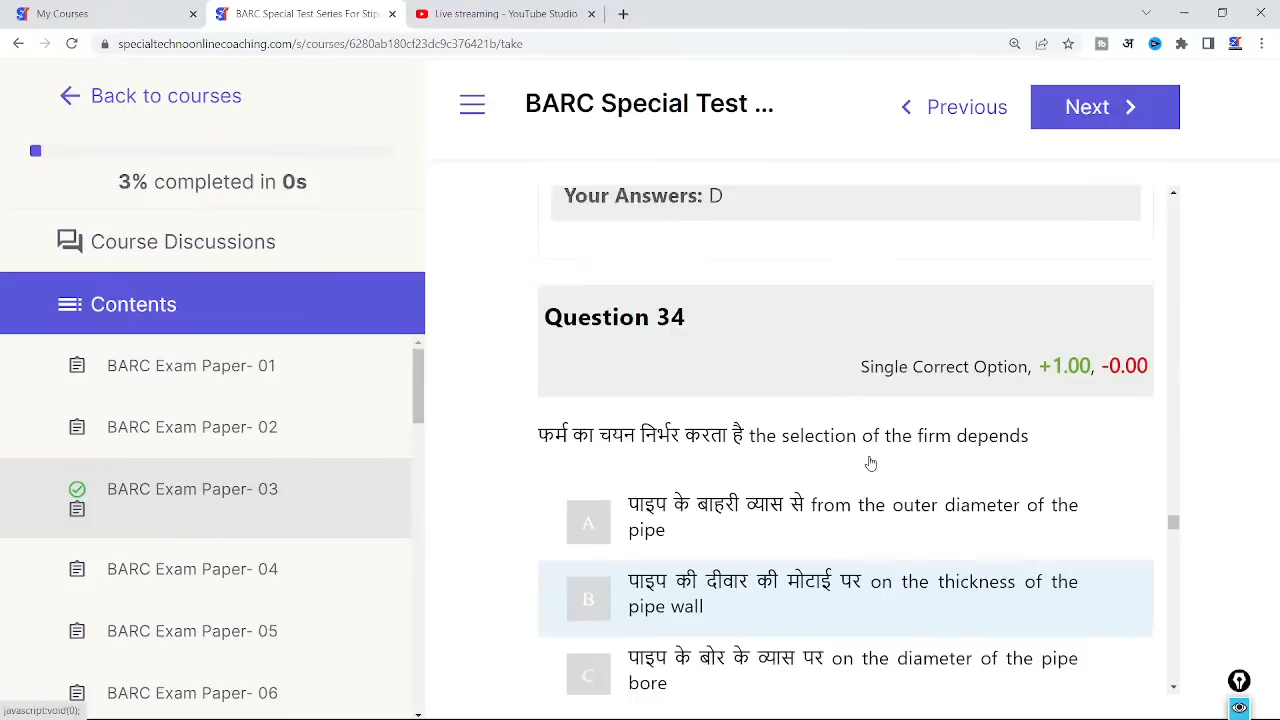 My Courses
BARC Special Test Series For Stip
Live streaming - YouTube Studio
specialtechnoonlinecoaching.com/s/courses/6280ab180cf23dc9c276491b/take
Back to courses
3% completed in 0s
Course Discussions
Contents
BARC Exam Paper- 01
BARC Exam Paper- 02
BARC Exam Paper- 03
BARC Exam Paper- 04
BARC Exam Paper- 05
BARC Exam Paper- 06
javascript:void(0);
BARC Special Test ...
Previous
Next
Your Answers: D
Question 34
Single Correct Option, +1.00, -0.00
फर्म का चयन निर्भर करता है the selection of the firm depends
A
पाइप के बाहरी व्यास से from the outer diameter of the
pipe
B
पाइप की दीवार की मोटाई पर on the thickness of the
pipe wall
C
पाइप के बोर के व्यास पर on the diameter of the pipe
bore